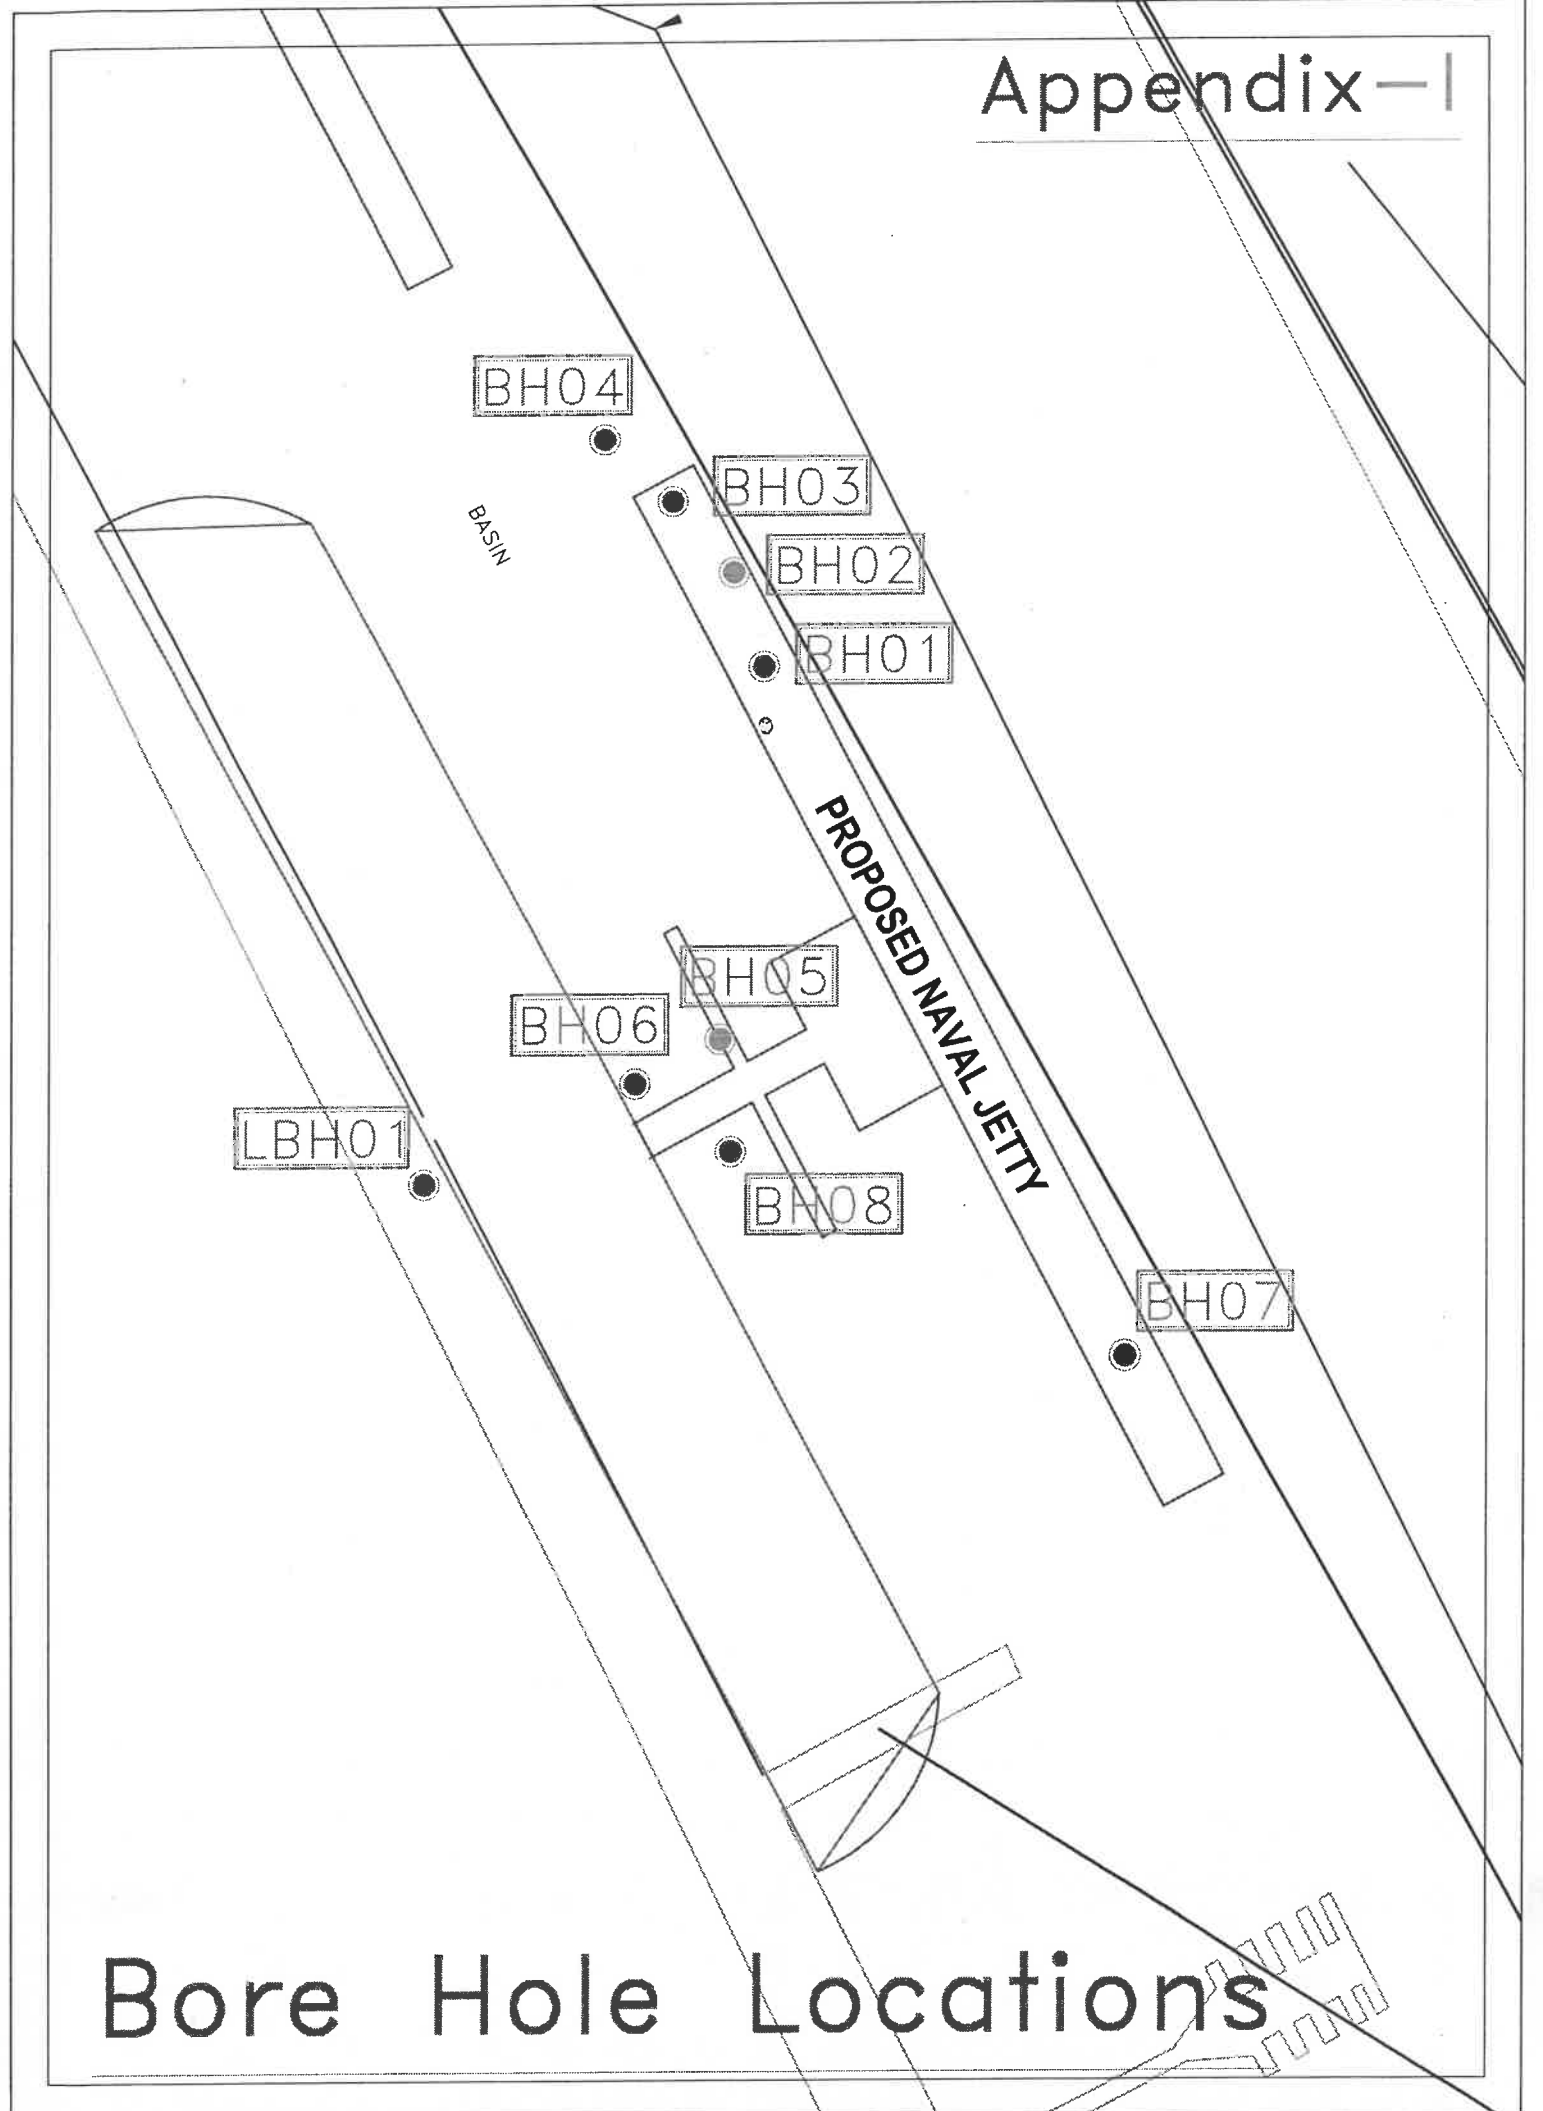 Appendix-I
BH04
BH03
BASIN
BH02
BH01
PROPOSED NAVAL JETTY
BH05
BH06
LBH01
BH08
BH07
Bore Hole Locations